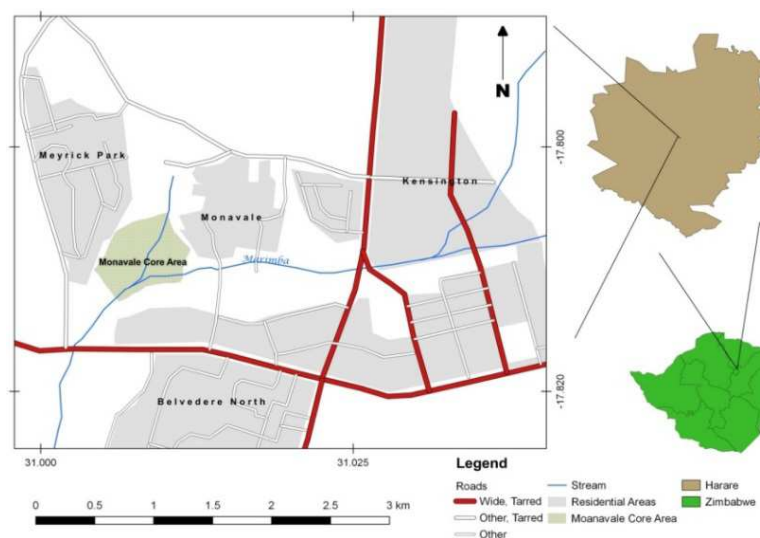 N
-17.800
Meyrick Park
Kensington
Monavale
Monavale Core Area
Marimba
-17.820
Belvedere North
31.000
31.025
Legend
Roads
Wide, Tarred
Other, Tarred
Other
Stream
Residential Areas
Moanavale Core Area
Harare
Zimbabwe
0 0.5 1 1.5 2 2.5 3 km